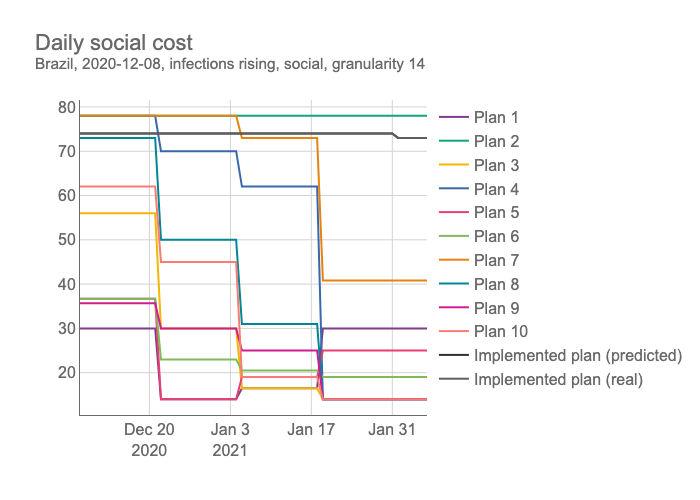 Daily social cost
Brazil, 2020-12-08, infections rising, social, granularity 14
80
70
60
50
40
30
20
Dec 20
2020
Jan 3
2021
Jan 17
Jan 31
Plan 1
Plan 2
Plan 3
Plan 4
Plan 5
Plan 6
Plan 7
Plan 8
Plan 9
Plan 10
Implemented plan (predicted)
Implemented plan (real)